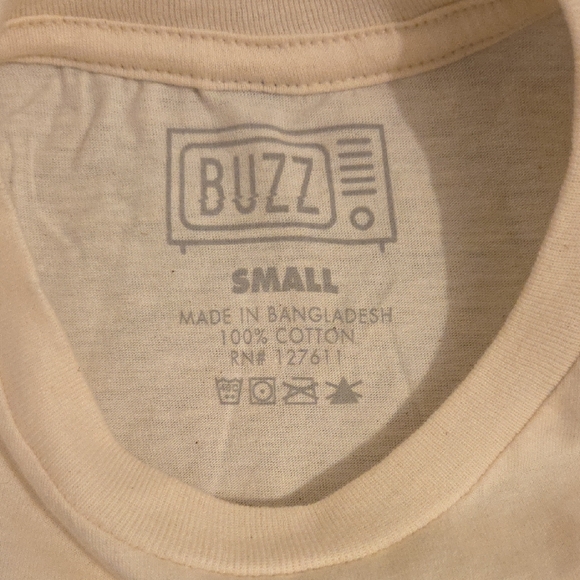 BUZZ
SMALL
MADE IN BANGLADESH
100% COTTON
RN# 127611